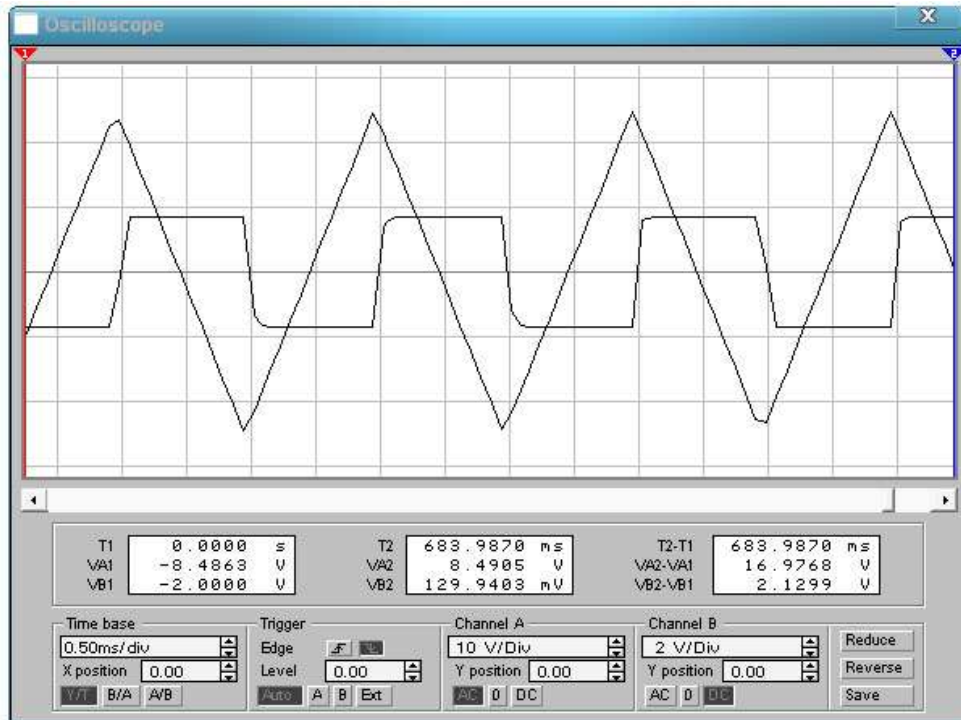 Oscilloscope
X
1 2
T1 0.0000 s T2 683.9870 ms T2-T1 683.9870 ms
VA1 -8.4863 V VA2 8.4905 V VA2-VA1 16.9768 V
VB1 -2.0000 V VB2 129.9403 mV VB2-VB1 2.1299 V
Time base Trigger Channel A Channel B
0.50ms/div Edge 10 V/Div 2 V/Div Reduce
X position 0.00 Level 0.00 Y position 0.00 Y position 0.00 Reverse
Y/T B/A A/B Auto A B Ext AC 0 DC AC 0 DC Save